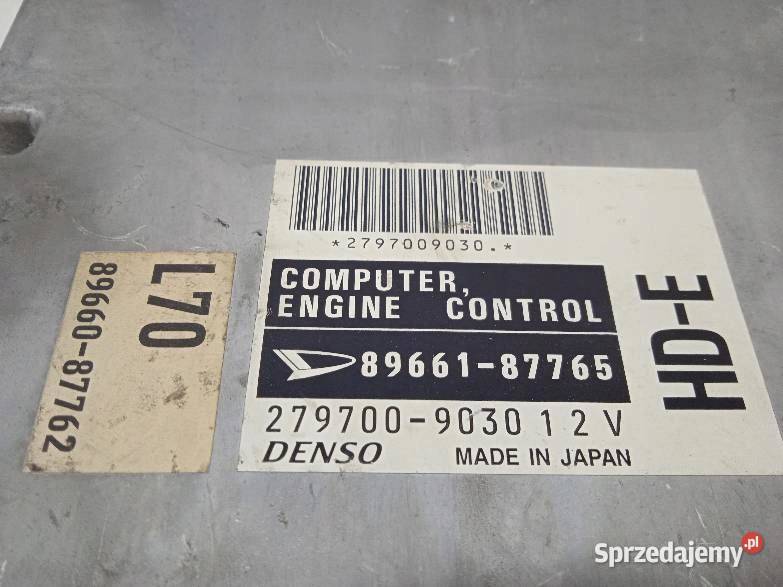 *2797009030.*
COMPUTER,
ENGINE CONTROL
89661-87765
279700-9030 12V
DENSO MADE IN JAPAN
HD-E
L70
89660-87762
Sprzedajemy.pl